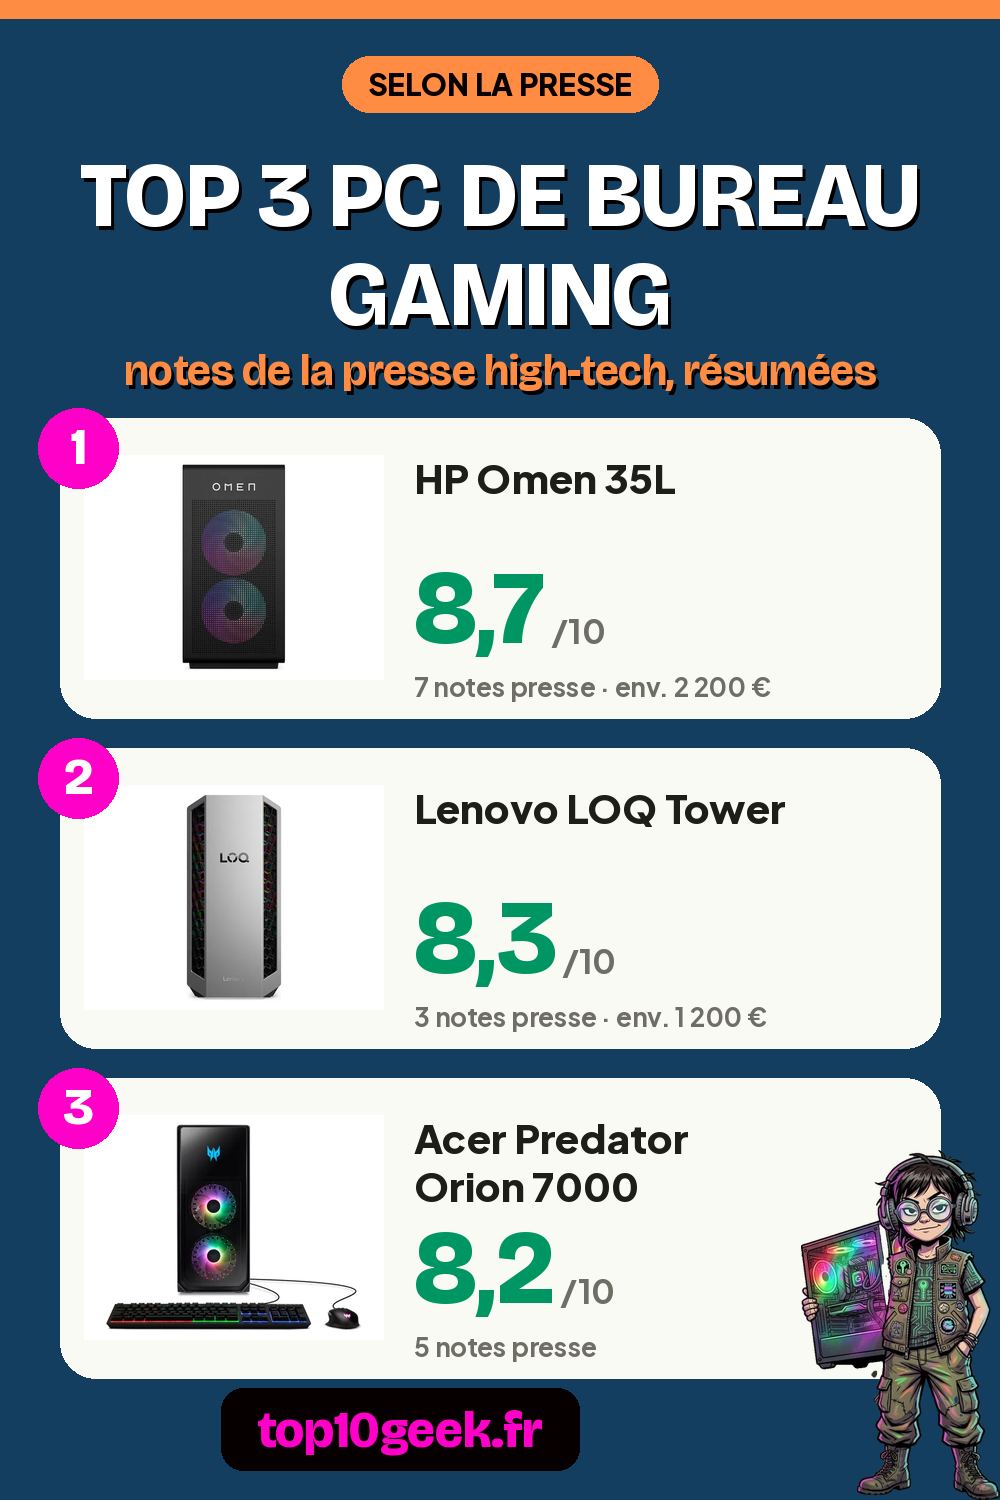 SELON LA PRESSE
TOP 3 PC DE BUREAU
GAMING
notes de la presse high-tech, résumées
1
OMEN
HP Omen 35L
8,7 /10
7 notes presse · env. 2 200 €
2
LOQ
Lenovo
Lenovo LOQ Tower
8,3 /10
3 notes presse · env. 1 200 €
3
Acer Predator
Orion 7000
8,2 /10
5 notes presse
top10geek.fr